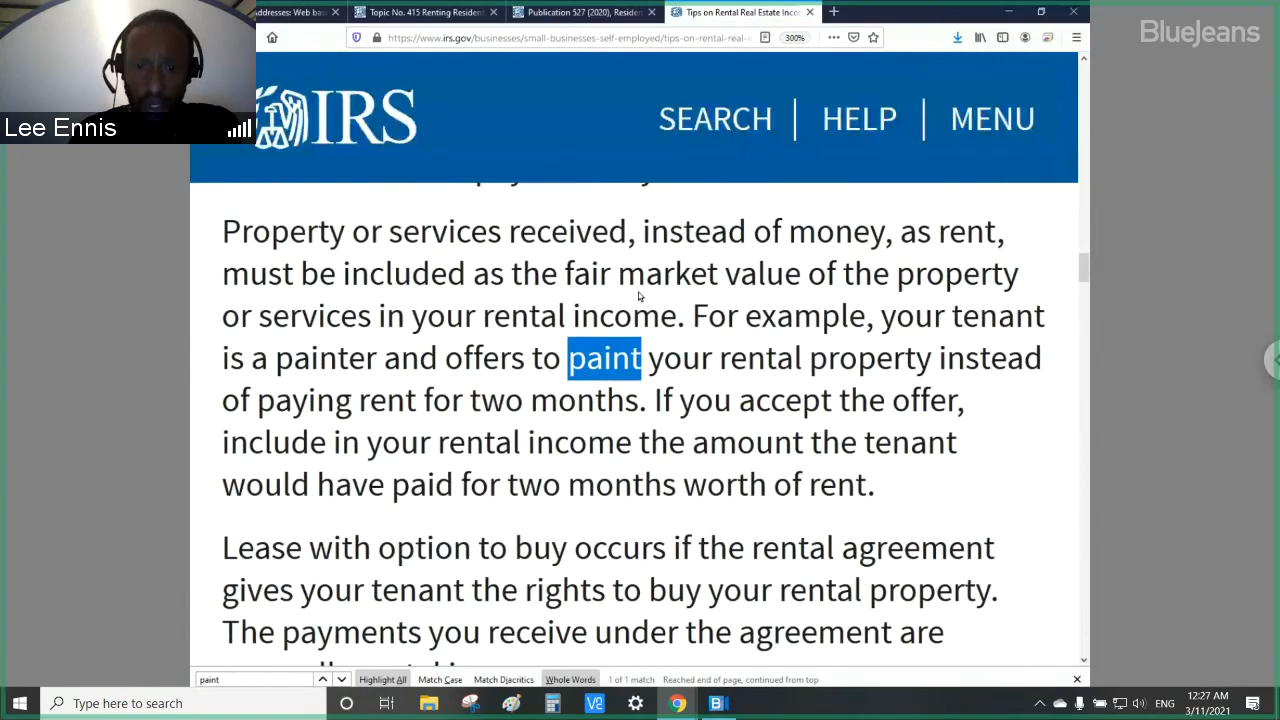 Addresses: Web bas
Topic No. 415 Renting Resident
Publication 527 (2020), Residen
Tips on Rental Real Estate Inco
BlueJeans
https://www.irs.gov/businesses/small-businesses-self-employed/tips-on-rental-real-e
300%
Lee Ennis
IRS
SEARCH
HELP
MENU
Property or services received, instead of money, as rent,
must be included as the fair market value of the property
or services in your rental income. For example, your tenant
is a painter and offers to paint your rental property instead
of paying rent for two months. If you accept the offer,
include in your rental income the amount the tenant
would have paid for two months worth of rent.
Lease with option to buy occurs if the rental agreement
gives your tenant the rights to buy your rental property.
The payments you receive under the agreement are
paint
Highlight All
Match Case
Match Diacritics
Whole Words
1 of 1 match
Reached end of page, continued from top
Type here to search
ENG
12:27 AM
3/11/2021